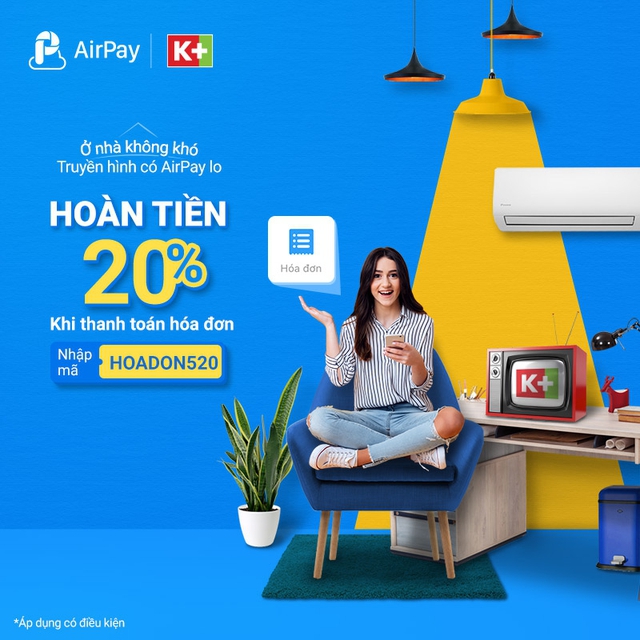 AirPay
K+
Ở nhà không khó
Truyền hình có AirPay lo
HOÀN TIỀN
20%
Khi thanh toán hóa đơn
Nhập
mã
HOADON520
Hóa đơn
K+
*Áp dụng có điều kiện